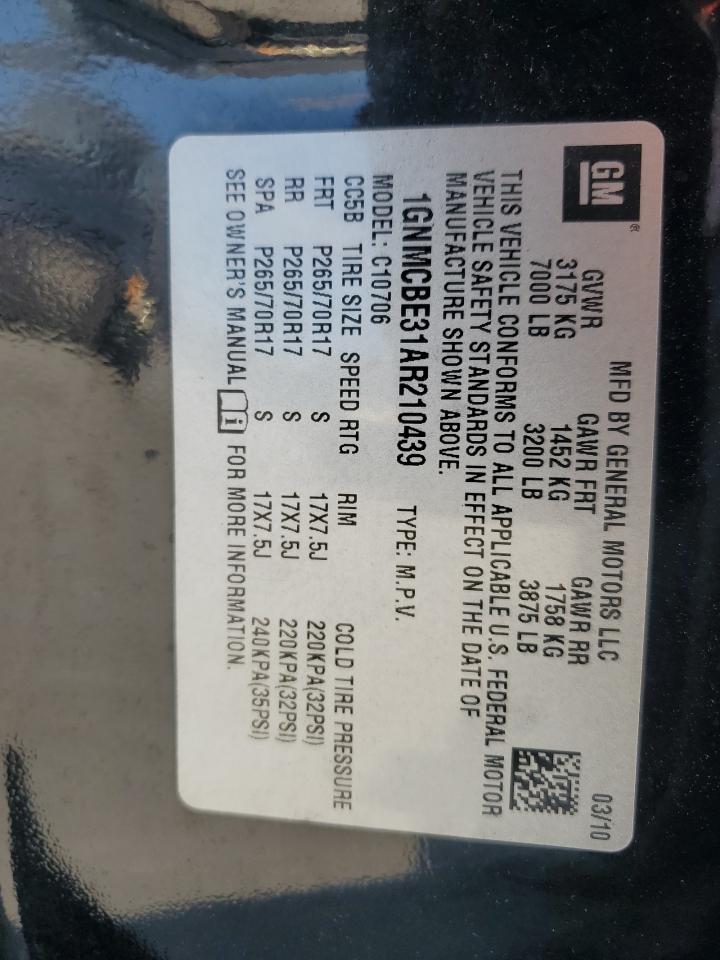 GM®
MFD BY GENERAL MOTORS LLC 03/10
GVWR GAWR FRT GAWR RR
3175 KG 1452 KG 1758 KG
7000 LB 3200 LB 3875 LB
THIS VEHICLE CONFORMS TO ALL APPLICABLE U.S. FEDERAL MOTOR
VEHICLE SAFETY STANDARDS IN EFFECT ON THE DATE OF
MANUFACTURE SHOWN ABOVE.
1GNMCBE31AR210439 TYPE: M.P.V.
MODEL: C10706
CC5B TIRE SIZE SPEED RTG RIM COLD TIRE PRESSURE
FRT P265/70R17 S 17X7.5J 220KPA(32PSI)
RR P265/70R17 S 17X7.5J 220KPA(32PSI)
SPA P265/70R17 S 17X7.5J 240KPA(35PSI)
SEE OWNER'S MANUAL i FOR MORE INFORMATION.